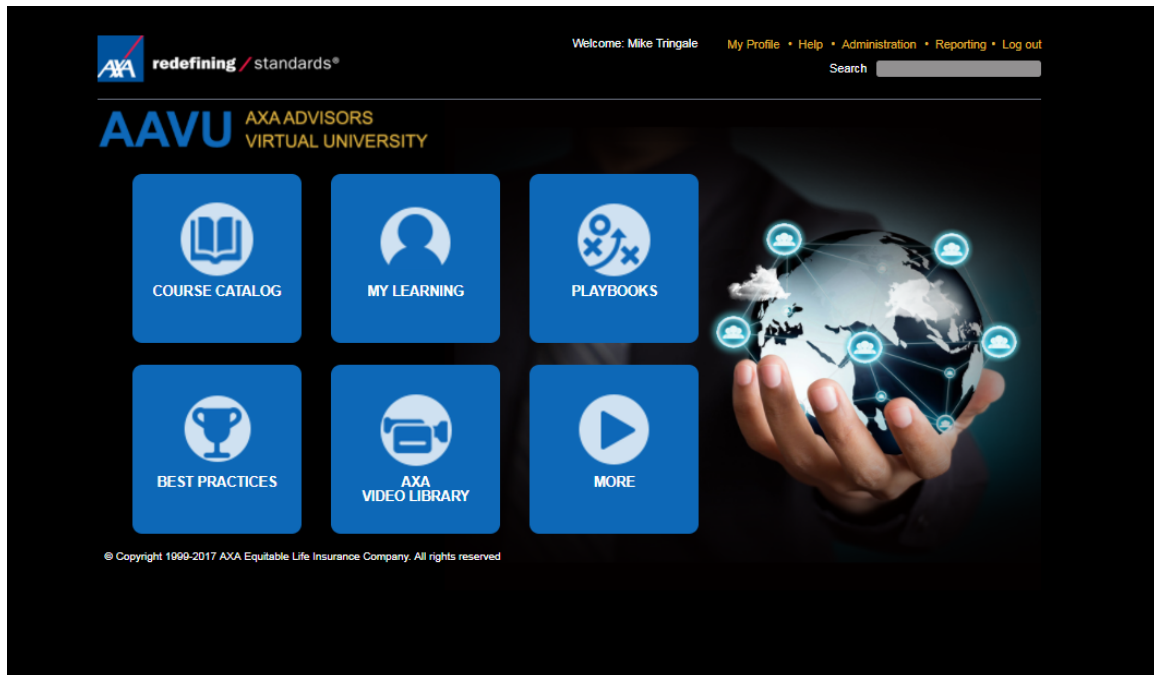 AXA redefining / standards®
Welcome: Mike Tringale
My Profile • Help • Administration • Reporting • Log out
Search
AAVU
AXA ADVISORS
VIRTUAL UNIVERSITY
COURSE CATALOG
MY LEARNING
PLAYBOOKS
BEST PRACTICES
AXA
VIDEO LIBRARY
MORE
© Copyright 1999-2017 AXA Equitable Life Insurance Company. All rights reserved